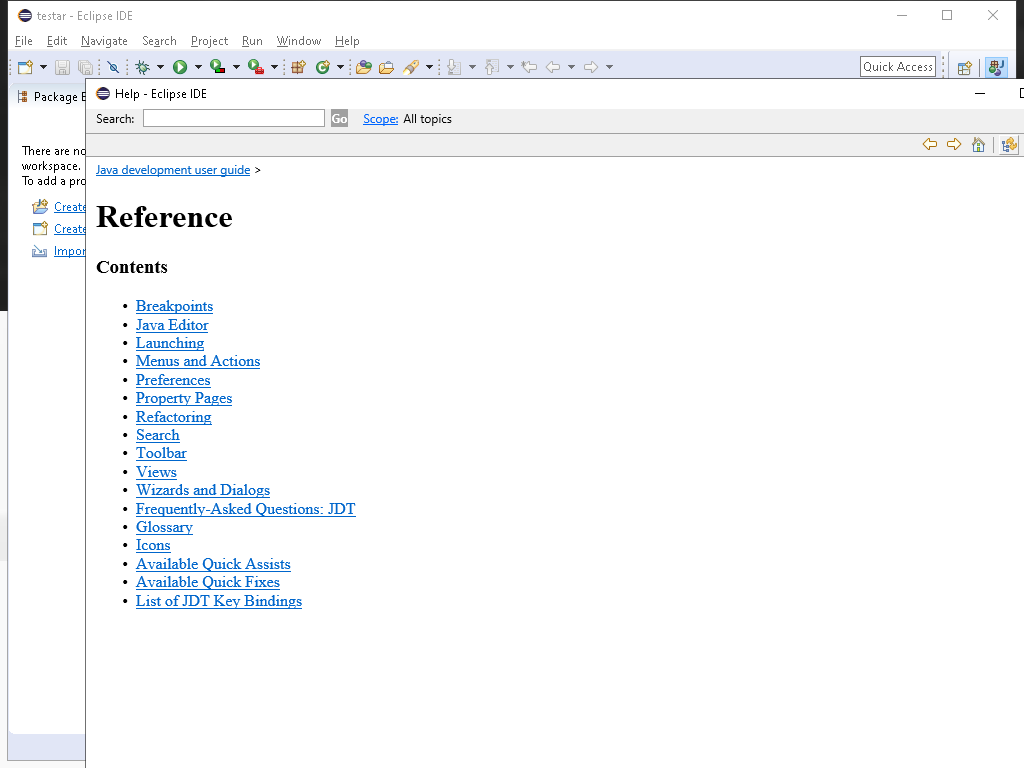 testar - Eclipse IDE
File Edit Navigate Search Project Run Window Help
Quick Access
Package E
Help - Eclipse IDE
Search: Go Scope: All topics
There are no
workspace.
To add a pro
Create
Create
Impor
Java development user guide >
Reference
Contents
• Breakpoints
• Java Editor
• Launching
• Menus and Actions
• Preferences
• Property Pages
• Refactoring
• Search
• Toolbar
• Views
• Wizards and Dialogs
• Frequently-Asked Questions: JDT
• Glossary
• Icons
• Available Quick Assists
• Available Quick Fixes
• List of JDT Key Bindings